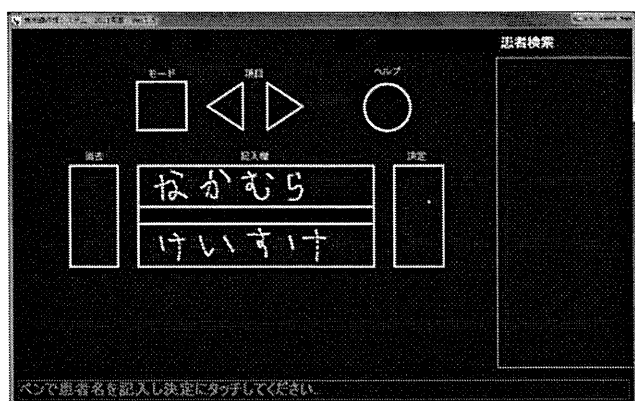 患者検索
モード 項目 ヘルプ
消去 記入欄 決定
なかむら
けいすけ
ペンで患者名を記入し決定にタッチしてください